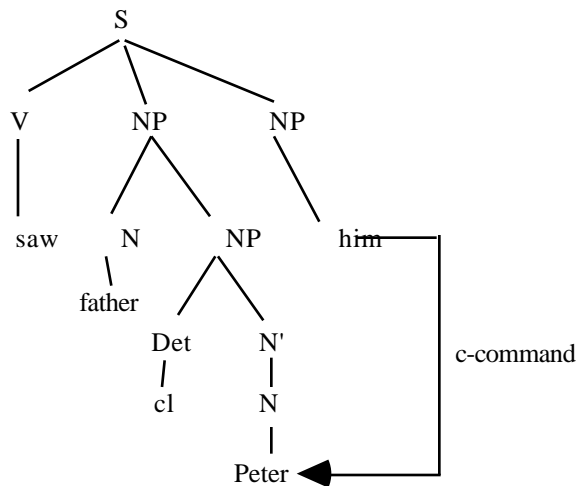 S
V NP NP
saw N NP him
father
Det N' c-command
cl N
Peter